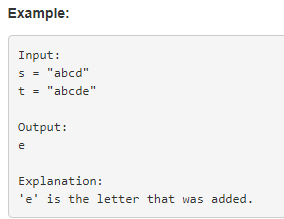 Example:
Input:
s = "abcd"
t = "abcde"
Output:
e
Explanation:
'e' is the letter that was added.